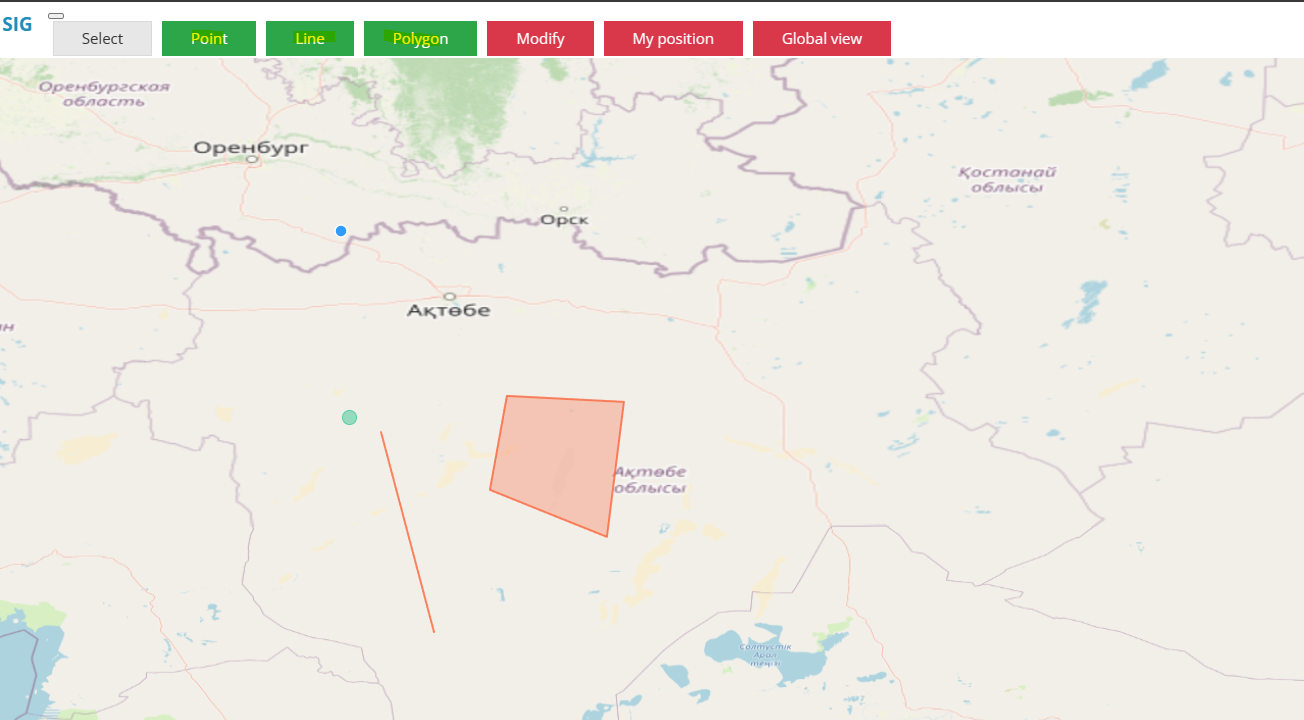 SIG
Select
Point
Line
Polygon
Modify
My position
Global view
Оренбургская
область
Оренбург
Қостанай
облысы
Орск
Ақтөбе
Ақтөбе
облысы
Солтүстік
Арал
теңізі